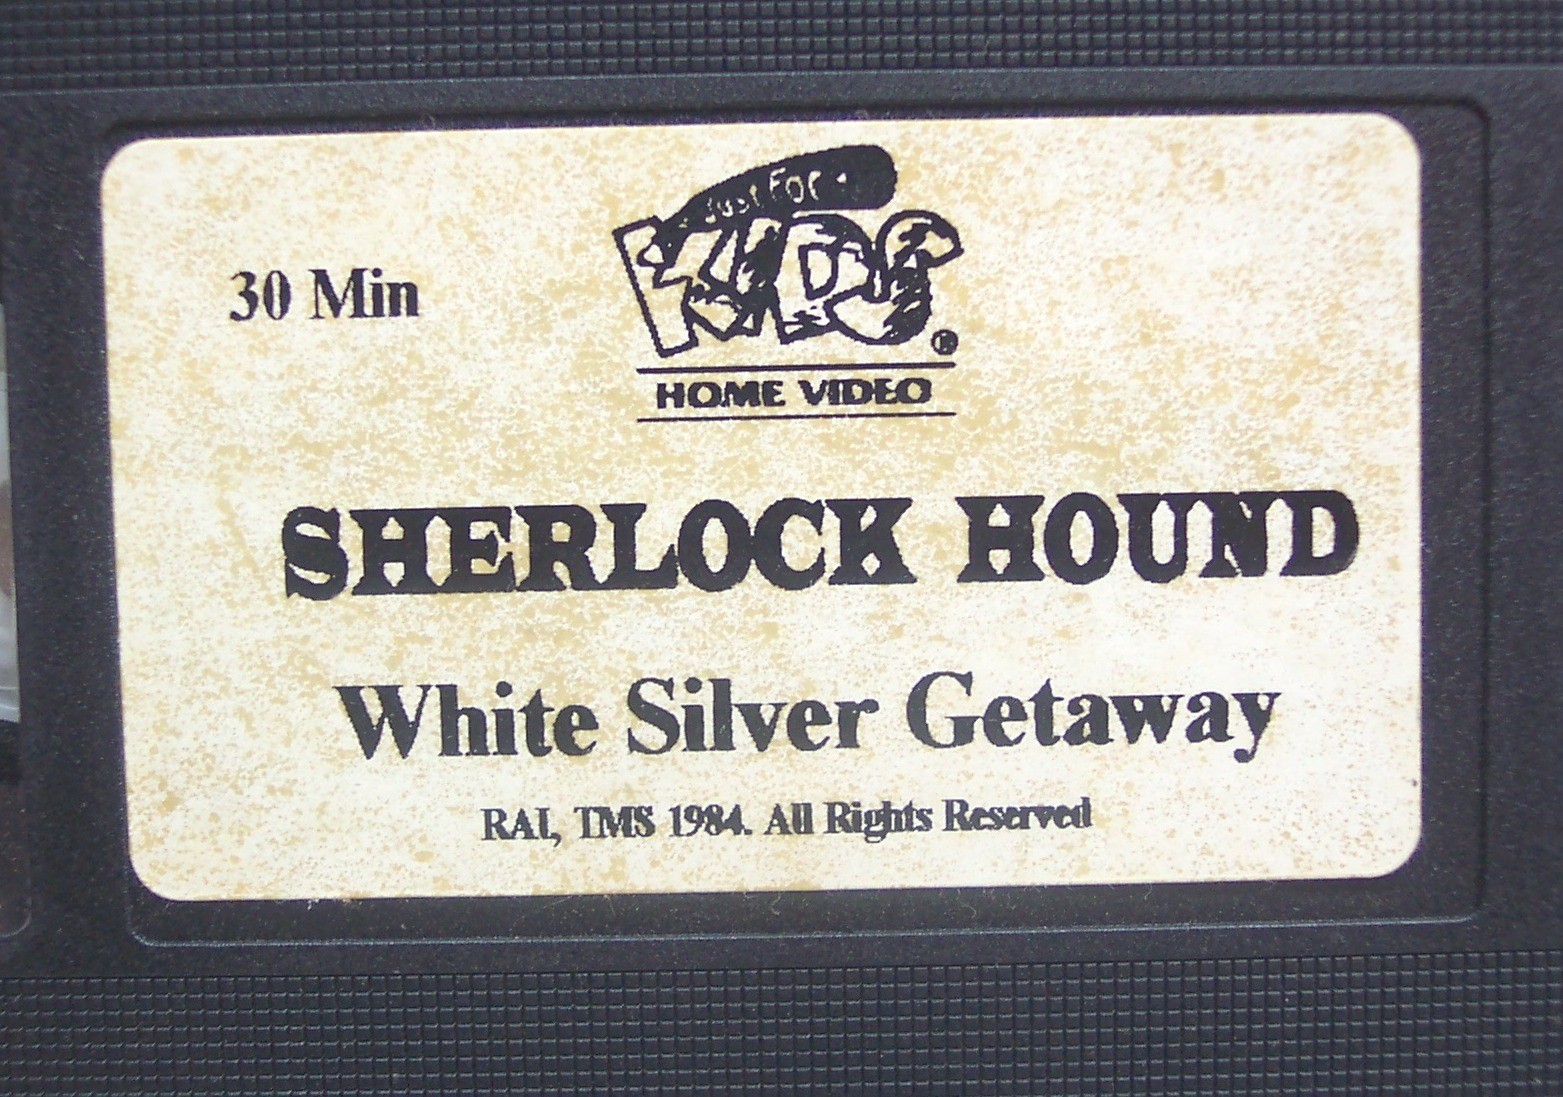 Just For
KIDS®
30 Min
HOME VIDEO
SHERLOCK HOUND
White Silver Getaway
RAI, TMS 1984. All Rights Reserved